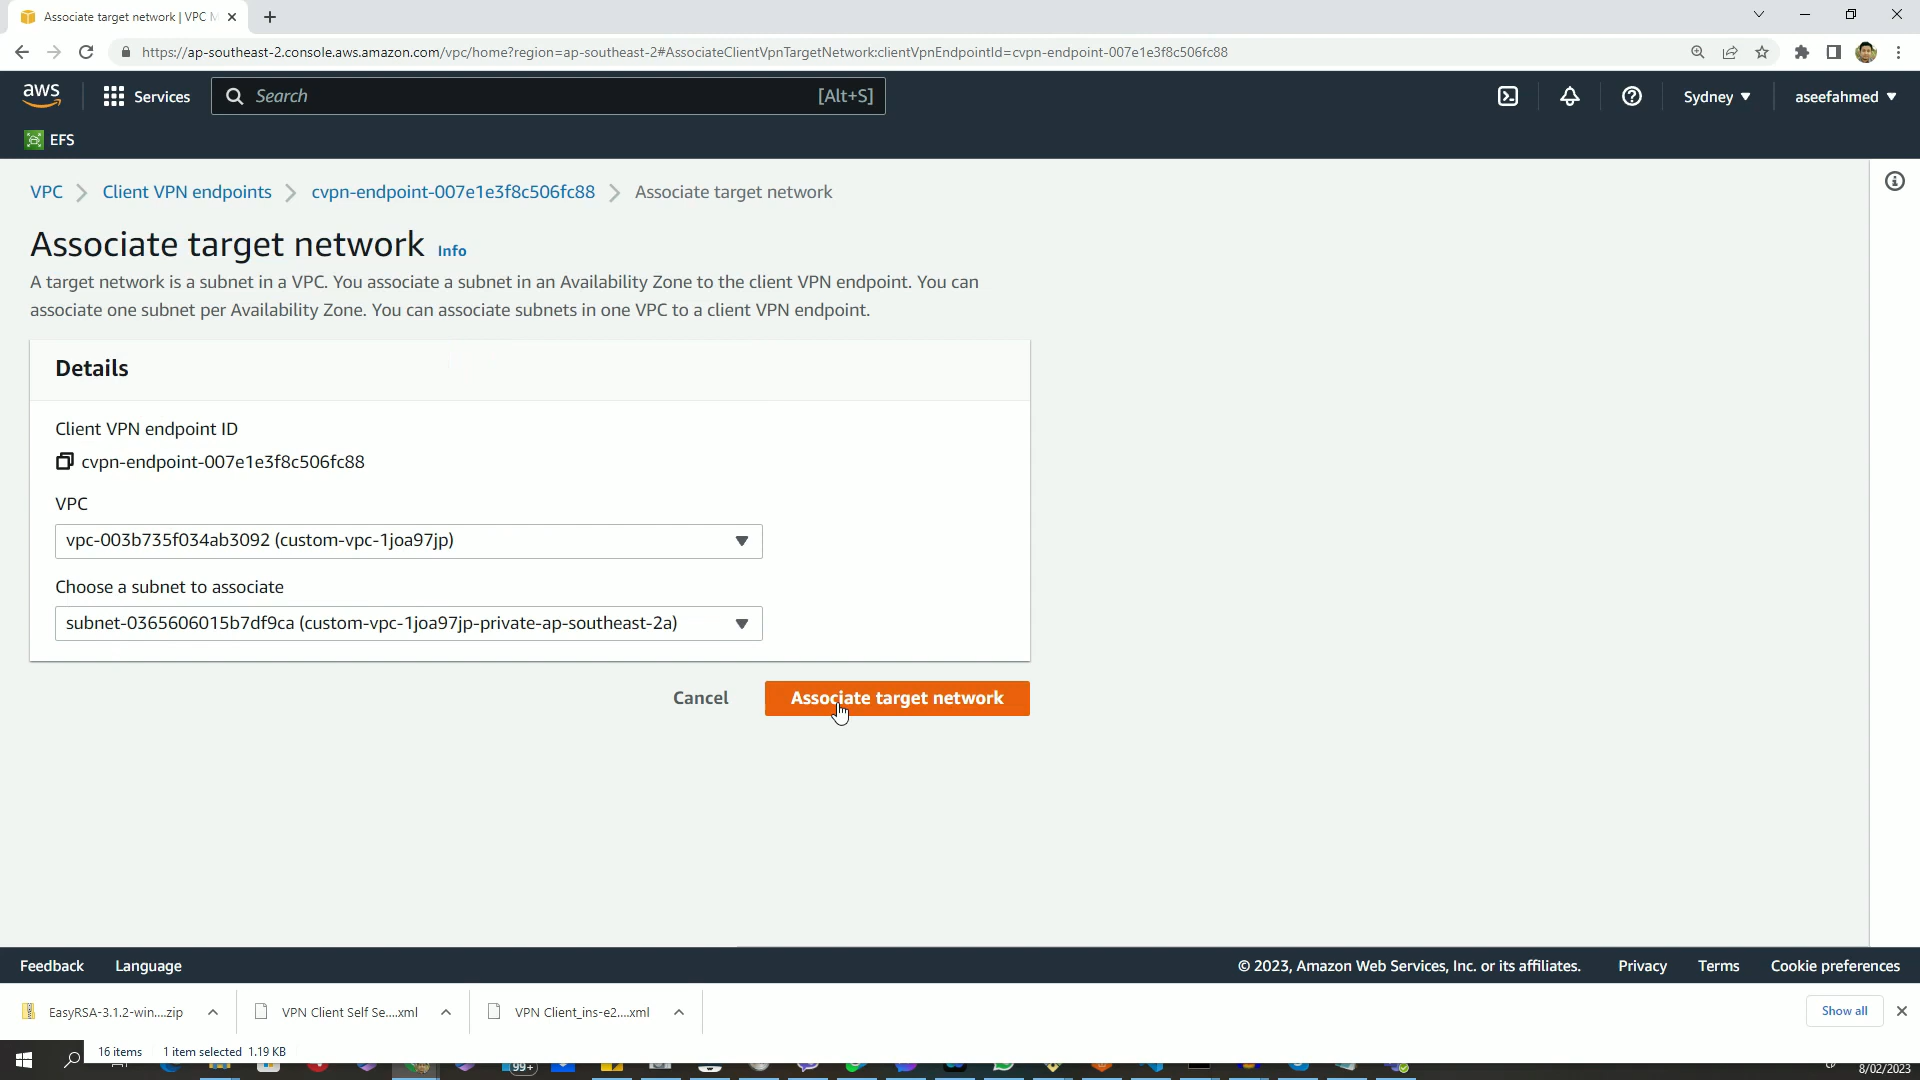 Associate target network | VPC M
https://ap-southeast-2.console.aws.amazon.com/vpc/home?region=ap-southeast-2#AssociateClientVpnTargetNetwork:clientVpnEndpointId=cvpn-endpoint-007e1e3f8c506fc88
aws
Services
Search
[Alt+S]
Sydney
aseefahmed
EFS
VPC
Client VPN endpoints
cvpn-endpoint-007e1e3f8c506fc88
Associate target network
Associate target network Info
A target network is a subnet in a VPC. You associate a subnet in an Availability Zone to the client VPN endpoint. You can
associate one subnet per Availability Zone. You can associate subnets in one VPC to a client VPN endpoint.
Details
Client VPN endpoint ID
cvpn-endpoint-007e1e3f8c506fc88
VPC
vpc-003b735f034ab3092 (custom-vpc-1joa97jp)
Choose a subnet to associate
subnet-0365606015b7df9ca (custom-vpc-1joa97jp-private-ap-southeast-2a)
Cancel
Associate target network
Feedback
Language
© 2023, Amazon Web Services, Inc. or its affiliates.
Privacy
Terms
Cookie preferences
EasyRSA-3.1.2-win....zip
VPN Client Self Se....xml
VPN Client_ins-e2....xml
Show all
16 items
1 item selected 1.19 KB
99+
8/02/2023